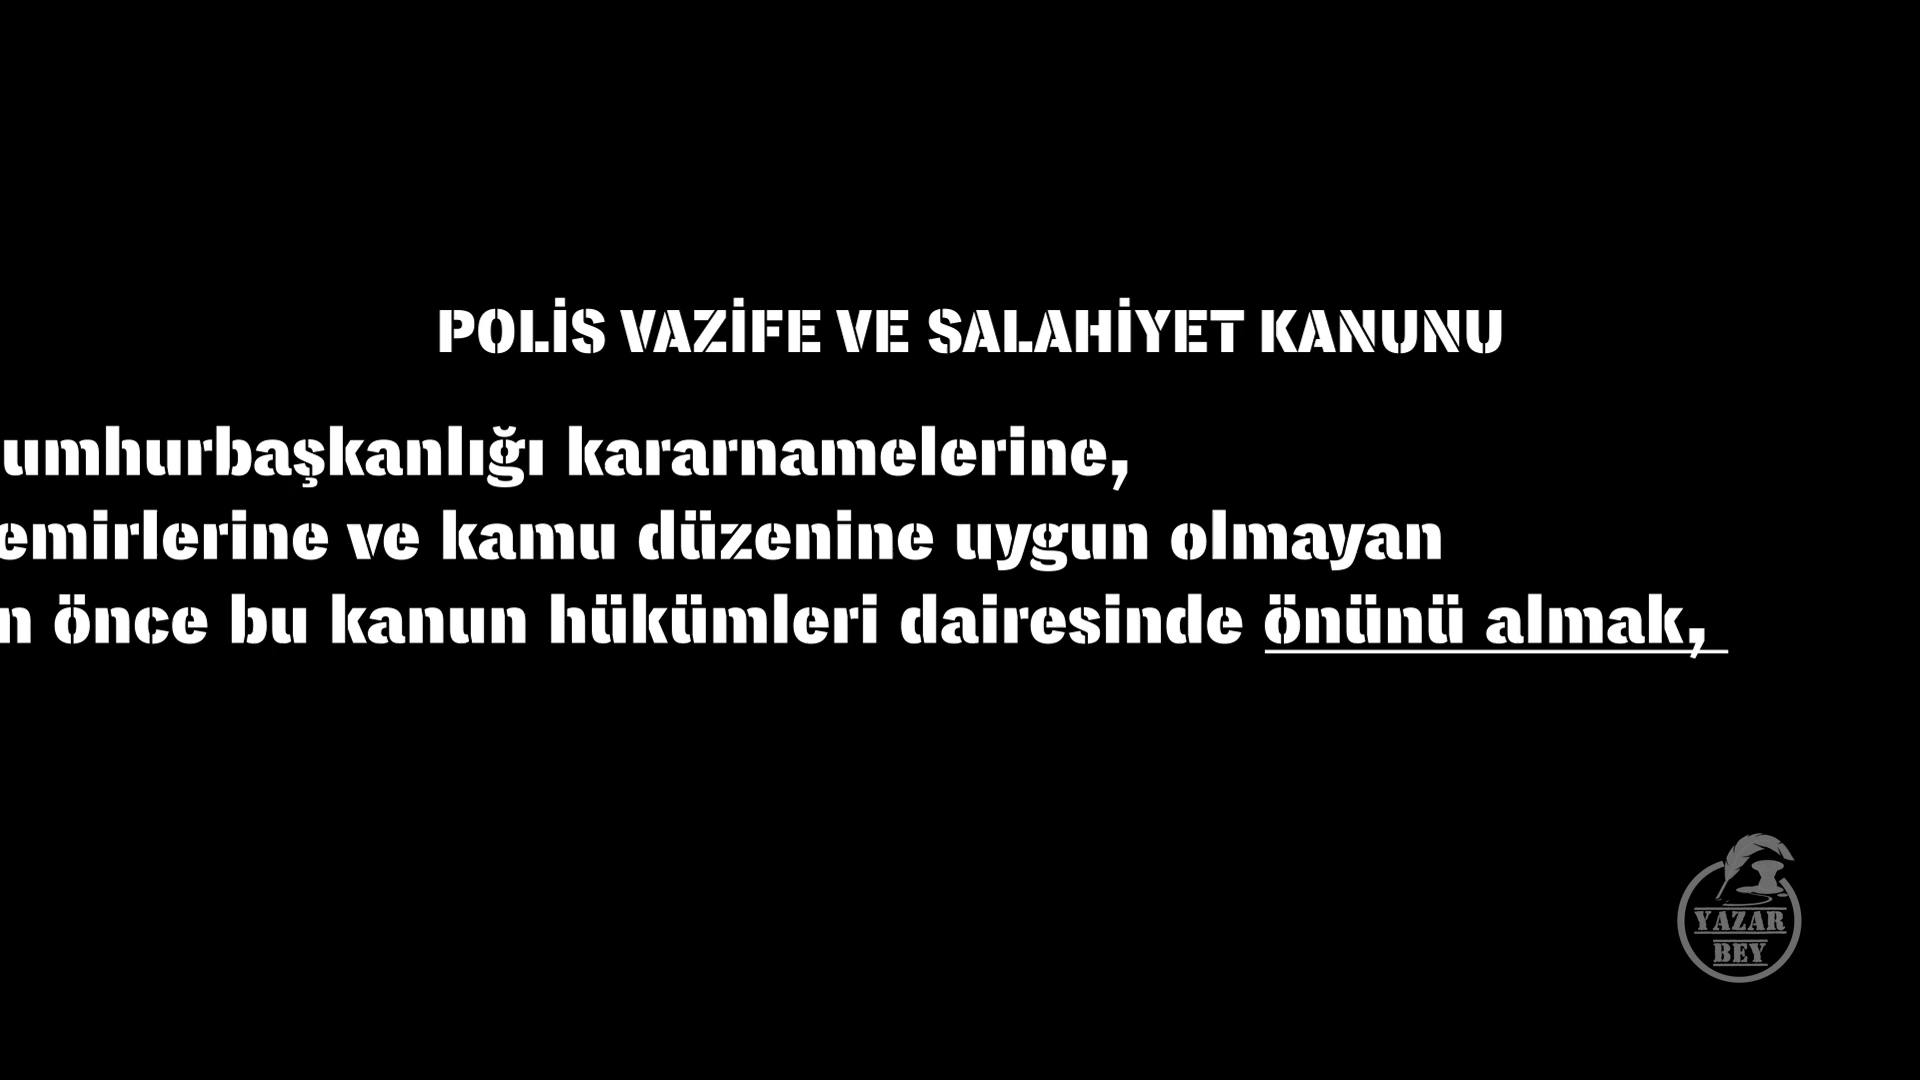 POLİS VAZİFE VE SALAHİYET KANUNU
umhurbaşkanlığı kararnamelerine,
emirlerine ve kamu düzenine uygun olmayan
n önce bu kanun hükümleri dairesinde önünü almak,
YAZAR
BEY